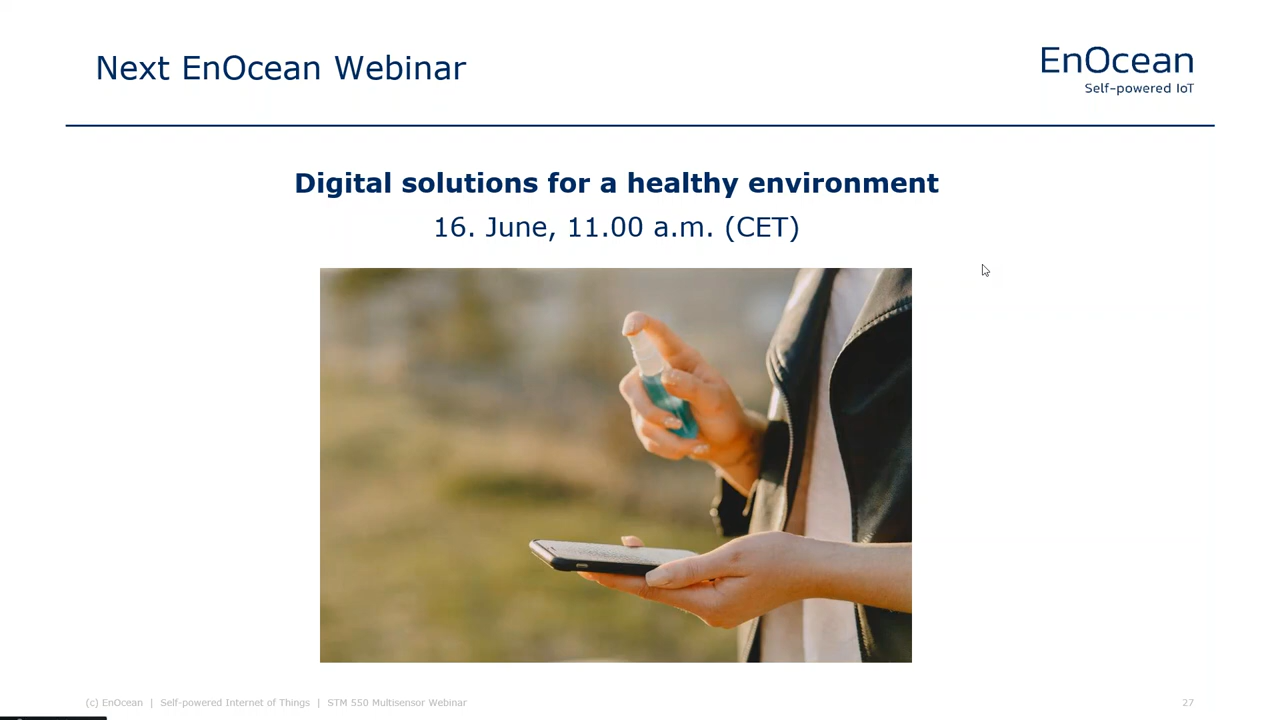 Next EnOcean Webinar
EnOcean
Self-powered IoT
Digital solutions for a healthy environment
16. June, 11.00 a.m. (CET)
(c) EnOcean | Self-powered Internet of Things | STM 550 Multisensor Webinar
27